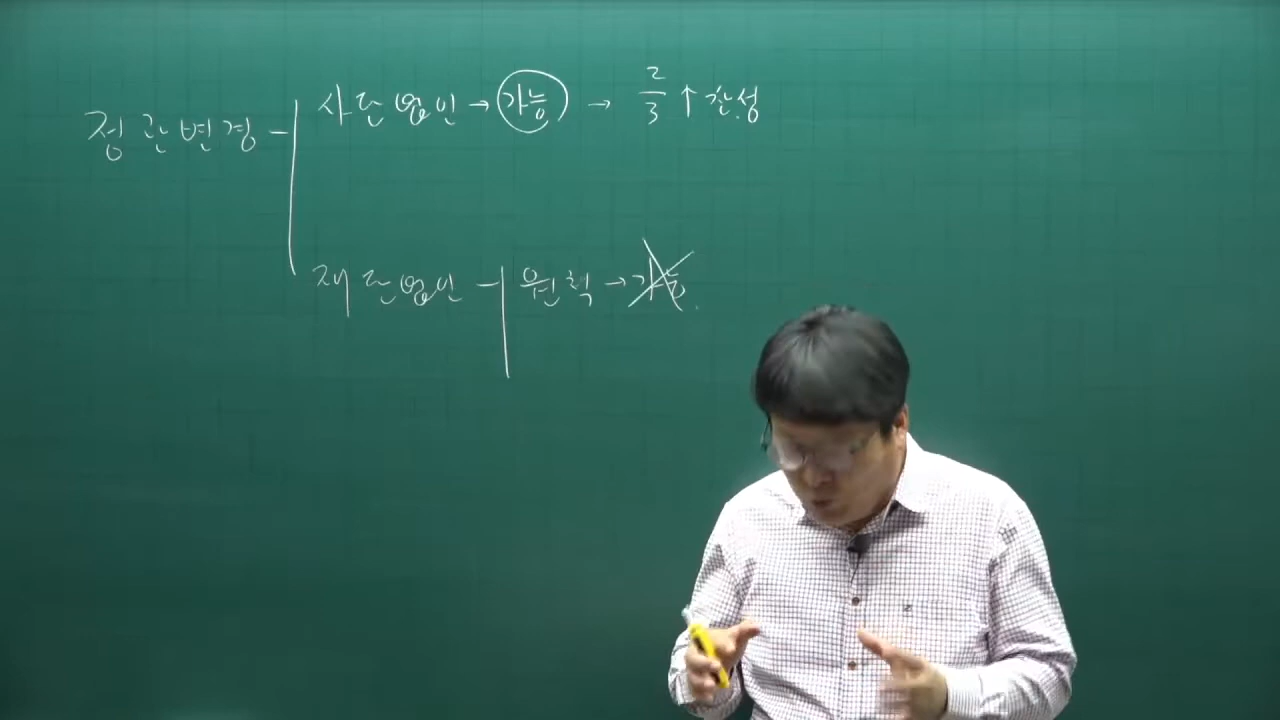 정관변경 사단법인 → 가능 → 2/3 ↑ 찬성
재단법인 원칙 → 가능